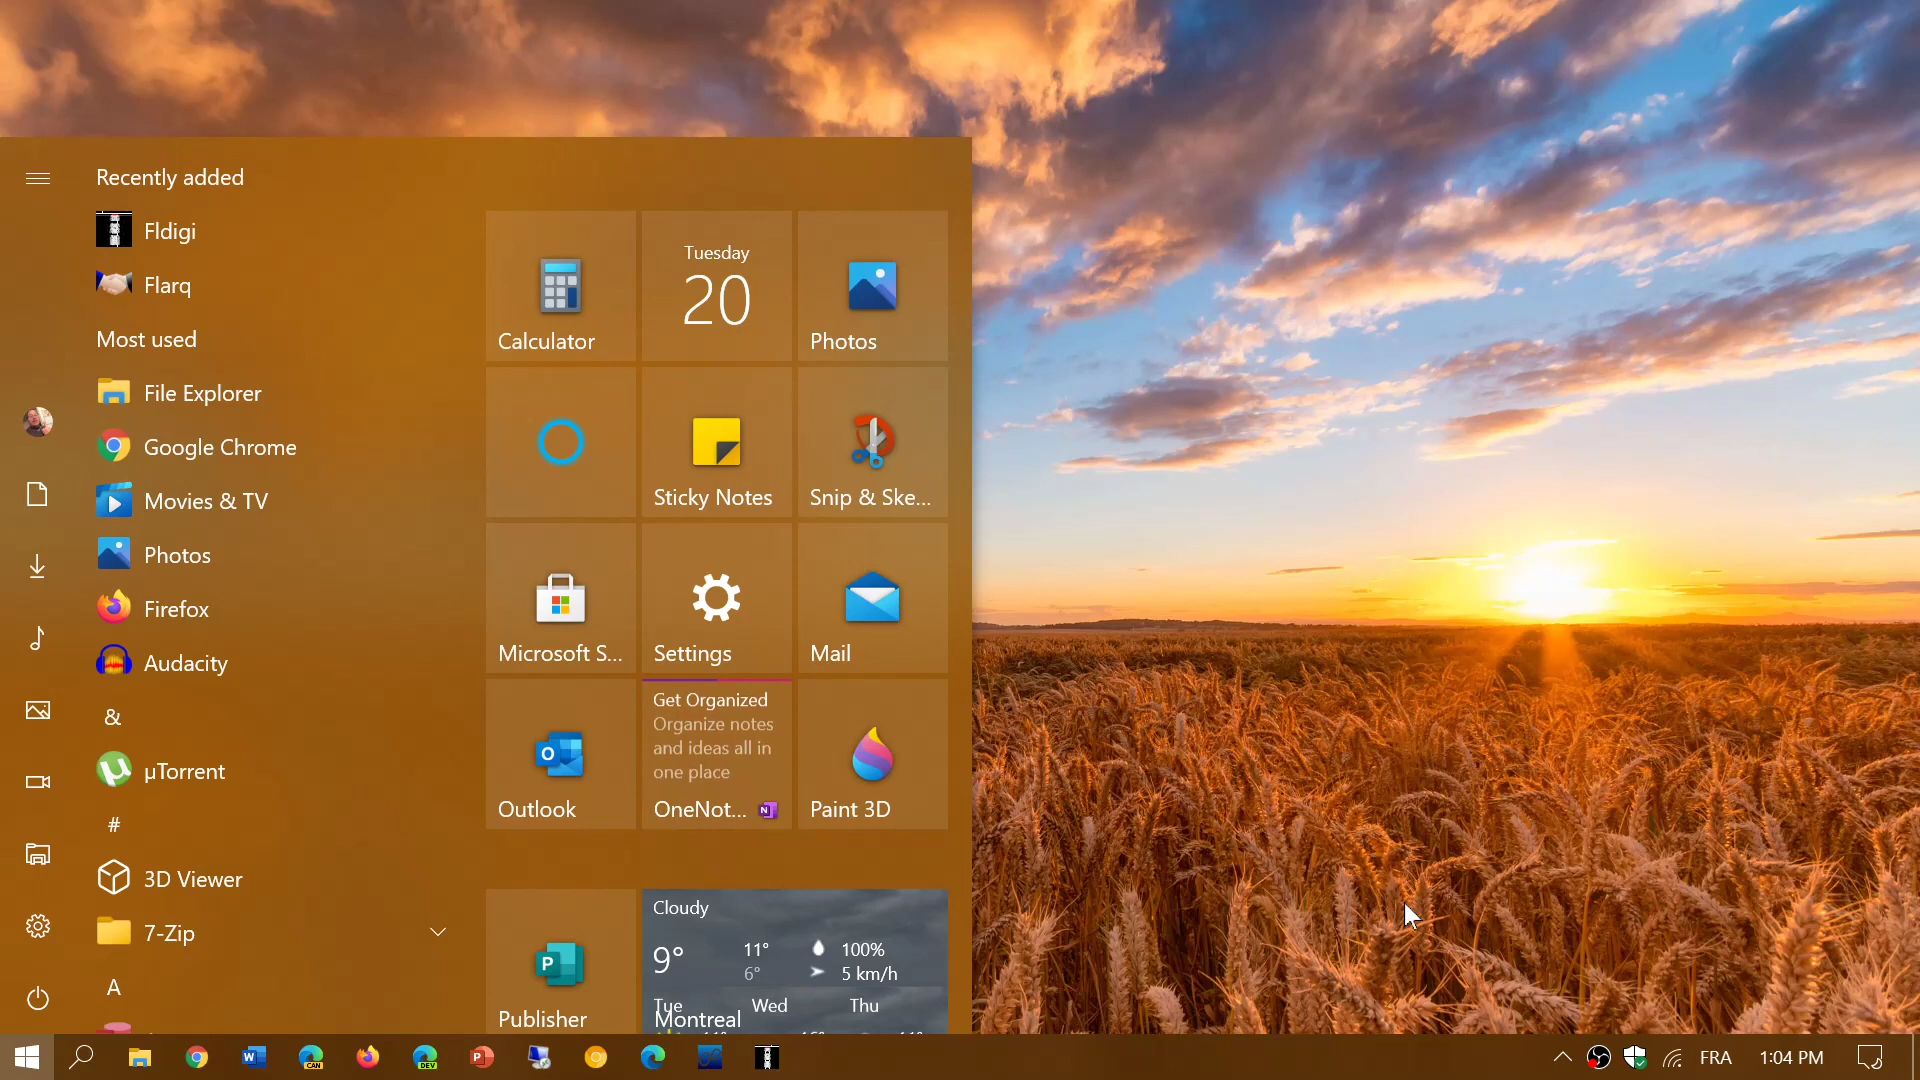 Recently added
Fldigi
Flarq
Most used
File Explorer
Google Chrome
Movies & TV
Photos
Firefox
Audacity
&
µTorrent
#
3D Viewer
7-Zip
A
Calculator
Tuesday
20
Photos
Sticky Notes
Snip & Ske...
Microsoft S...
Settings
Mail
Outlook
Get Organized
Organize notes
and ideas all in
one place
OneNot...
Paint 3D
Publisher
Cloudy
9° 11° 100%
6° 5 km/h
Tue Wed Thu
Montreal
CAN
DEV
FRA
1:04 PM